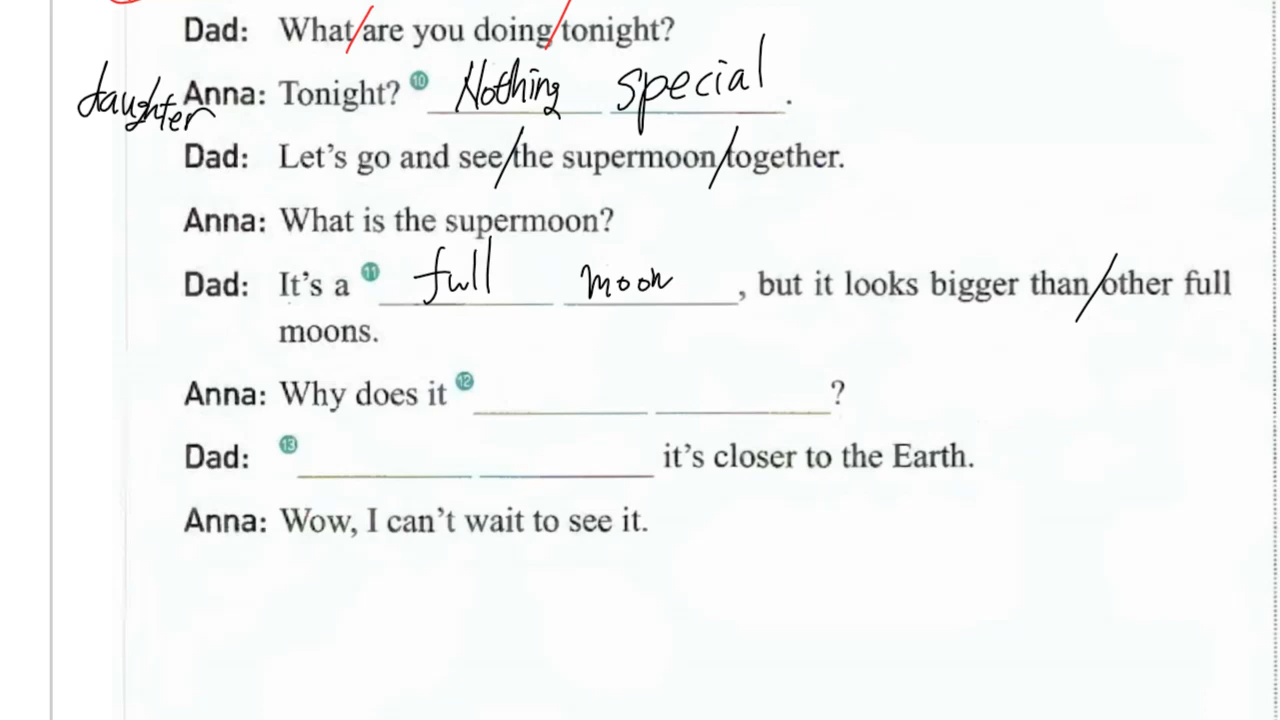 Dad: What are you doing tonight?
daughter Anna: Tonight? ⑩ Nothing special.
Dad: Let's go and see the supermoon together.
Anna: What is the supermoon?
Dad: It's a ⑪ full moon, but it looks bigger than other full
moons.
Anna: Why does it ⑫ ?
Dad: ⑬ it's closer to the Earth.
Anna: Wow, I can't wait to see it.